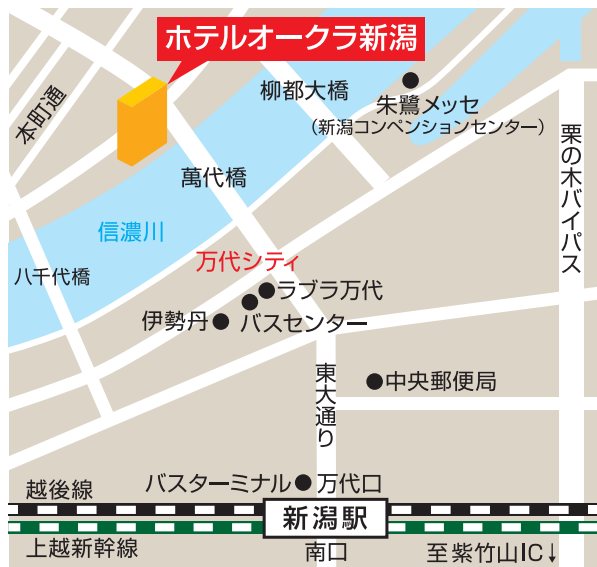 ホテルオークラ新潟
本町通
柳都大橋
朱鷺メッセ
(新潟コンペンションセンター)
栗の木バイパス
萬代橋
信濃川
万代シティ
八千代橋
ラブラ万代
伊勢丹
バスセンター
東大通り
中央郵便局
バスターミナル
万代口
越後線
新潟駅
上越新幹線
南口
至紫竹山IC↓